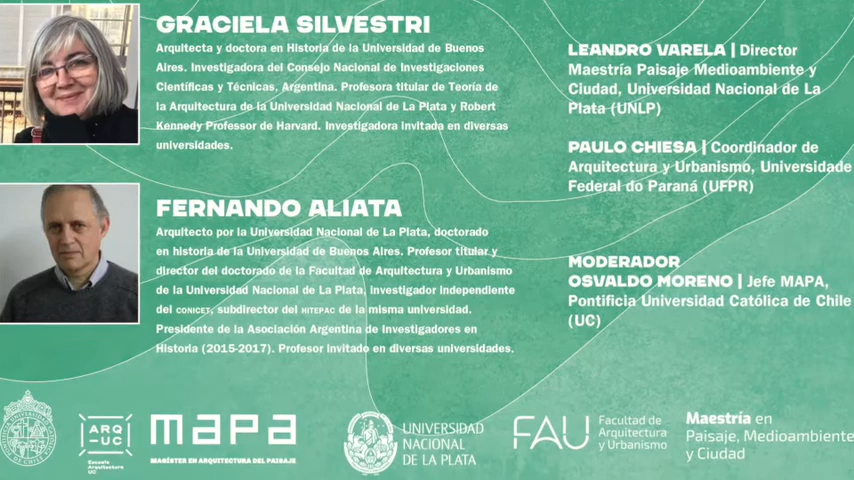 GRACIELA SILVESTRI
Arquitecta y doctora en Historia de la Universidad de Buenos
Aires. Investigadora del Consejo Nacional de Investigaciones
Científicas y Técnicas, Argentina. Profesora titular de Teoría de
la Arquitectura de la Universidad Nacional de La Plata y Robert
Kennedy Professor de Harvard. Investigadora invitada en diversas
universidades.
FERNANDO ALIATA
Arquitecto por la Universidad Nacional de La Plata, doctorado
en historia de la Universidad de Buenos Aires. Profesor titular y
director del doctorado de la Facultad de Arquitectura y Urbanismo
de la Universidad Nacional de La Plata, investigador independiente
del CONICET, subdirector del HITEPAC de la misma universidad.
Presidente de la Asociación Argentina de Investigadores en
Historia (2015-2017). Profesor invitado en diversas universidades.
LEANDRO VARELA | Director
Maestría Paisaje Medioambiente y
Ciudad, Universidad Nacional de La
Plata (UNLP)
PAULO CHIESA | Coordinador de
Arquitectura y Urbanismo, Universidade
Federal do Paraná (UFPR)
MODERADOR
OSVALDO MORENO | Jefe MAPA,
Pontificia Universidad Católica de Chile
(UC)
ARQ
-UC
Escuela
Arquitectura
UC
mapa
MAGÍSTER EN ARQUITECTURA DEL PAISAJE
UNIVERSIDAD
NACIONAL
DE LA PLATA
FAU
Facultad de
Arquitectura
y Urbanismo
Maestría en
Paisaje, Medioambiente
y Ciudad